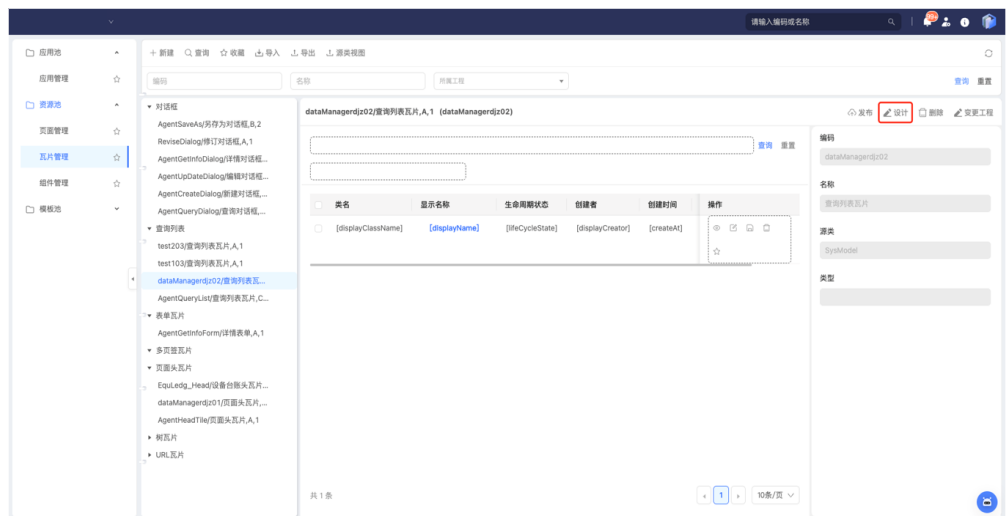 请输入编码或名称
99+
应用池
应用管理
资源池
页面管理
瓦片管理
组件管理
模板池
新建 查询 收藏 导入 导出 源类视图
编码 名称 所属工程 查询 重置
对话框
AgentSaveAs/另存为对话框,B,2
ReviseDialog/修订对话框,A,1
AgentGetInfoDialog/详情对话框...
AgentUpDateDialog/编辑对话框...
AgentCreateDialog/新建对话框,...
AgentQueryDialog/查询对话框,...
查询列表
test203/查询列表瓦片,A,1
test103/查询列表瓦片,A,1
dataManagerdjz02/查询列表瓦...
AgentQueryList/查询列表瓦片,C...
表单瓦片
AgentGetInfoForm/详情表单,A,1
多页签瓦片
页面头瓦片
EquLedg_Head/设备台账头瓦片...
dataManagerdjz01/页面头瓦片,...
AgentHeadTile/页面头瓦片,A,1
树瓦片
URL瓦片
dataManagerdjz02/查询列表瓦片,A,1 (dataManagerdjz02)
发布 设计 删除 变更工程
查询 重置
类名 显示名称 生命周期状态 创建者 创建时间 操作
[displayClassName] [displayName] [lifeCycleState] [displayCreator] [createAt]
共 1 条
1 10条/页
编码
dataManagerdjz02
名称
查询列表瓦片
源类
SysModel
类型